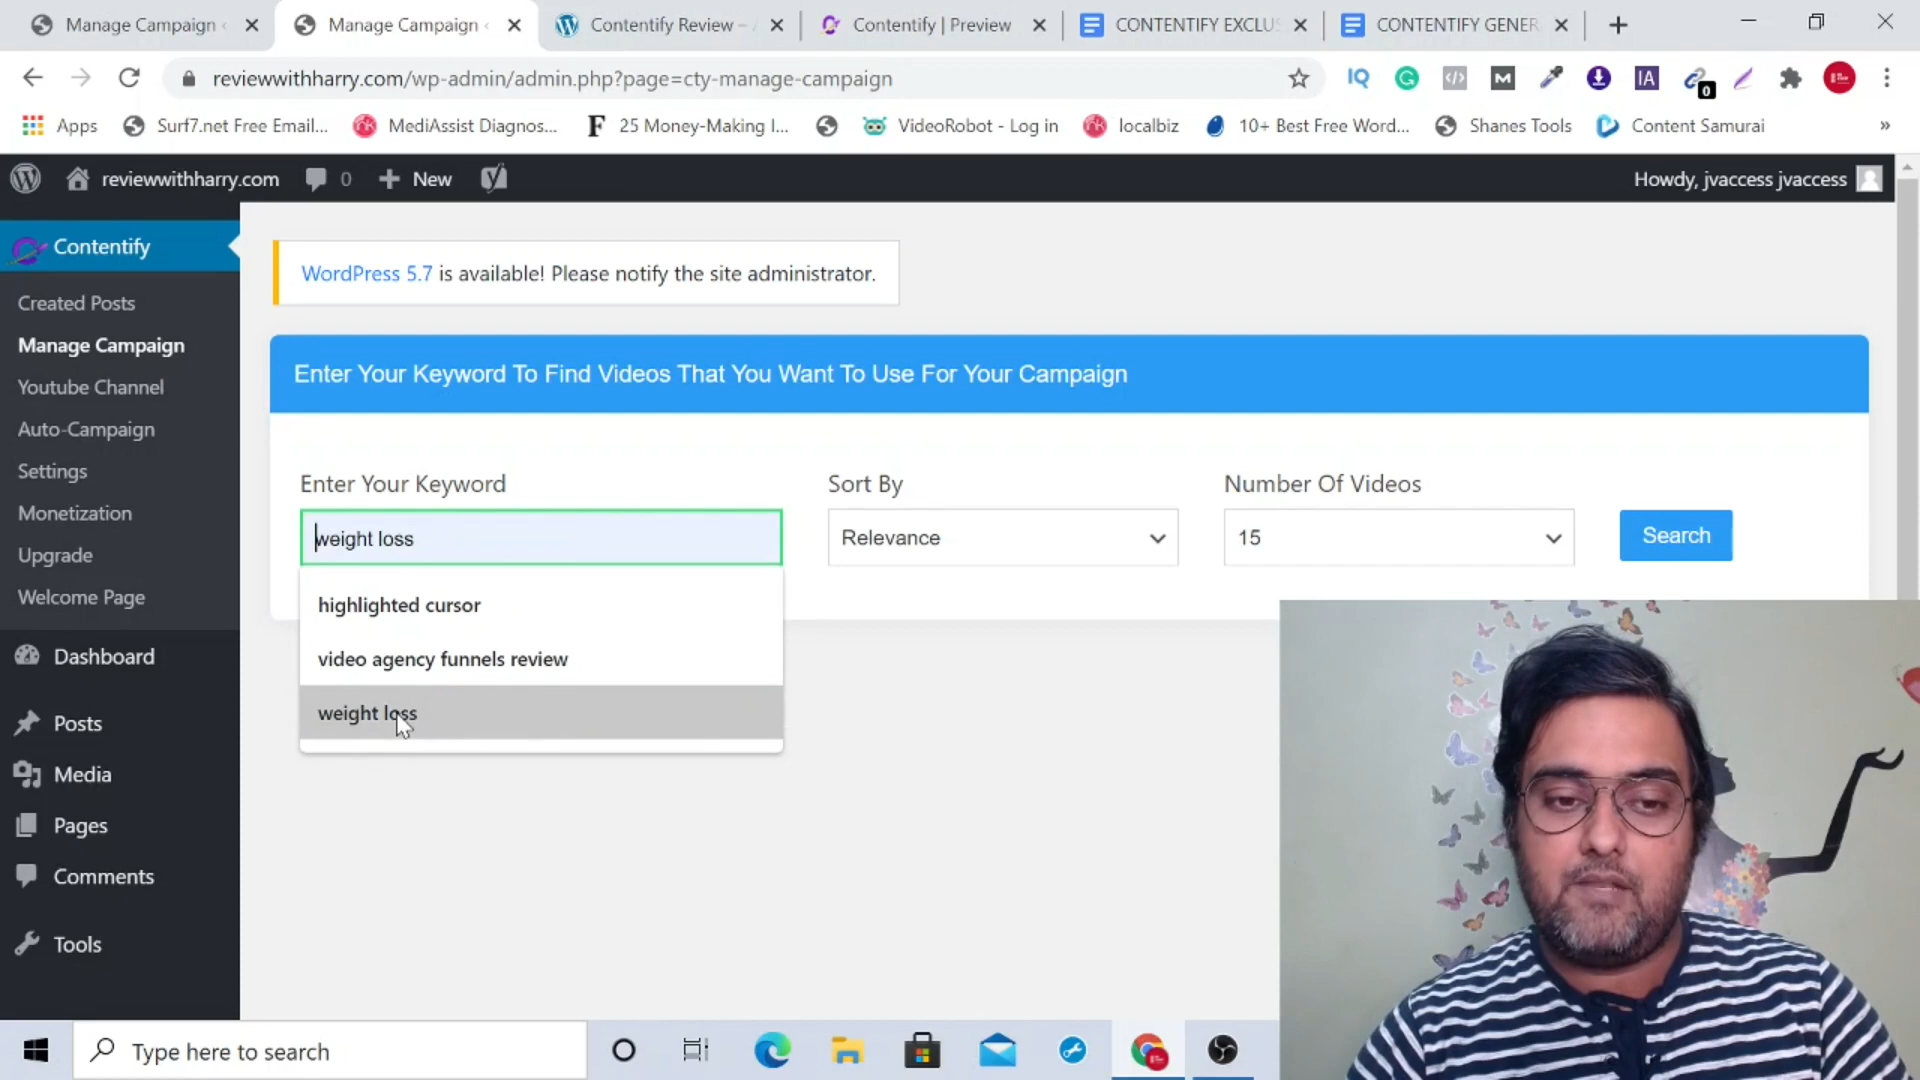 Manage Campaign
Manage Campaign
Contentify Review –
Contentify | Preview
CONTENTIFY EXCLU
CONTENTIFY GENER
reviewwithharry.com/wp-admin/admin.php?page=cty-manage-campaign
IQ
M
IA
0
Apps
Surf7.net Free Email...
MediAssist Diagnos...
F
25 Money-Making I...
VideoRobot - Log in
localbiz
10+ Best Free Word...
Shanes Tools
Content Samurai
»
reviewwithharry.com
0
New
Howdy, jvaccess jvaccess
Contentify
Created Posts
Manage Campaign
Youtube Channel
Auto-Campaign
Settings
Monetization
Upgrade
Welcome Page
Dashboard
Posts
Media
Pages
Comments
Tools
WordPress 5.7 is available! Please notify the site administrator.
Enter Your Keyword To Find Videos That You Want To Use For Your Campaign
Enter Your Keyword
Sort By
Number Of Videos
weight loss
Relevance
15
Search
highlighted cursor
video agency funnels review
weight loss
Type here to search